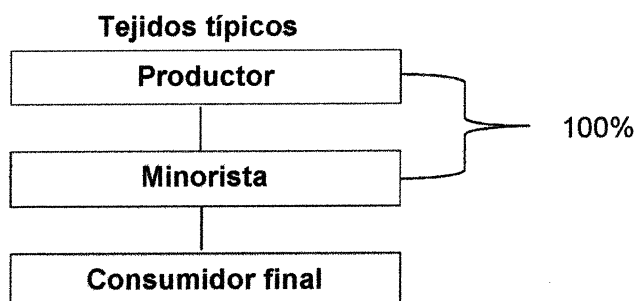 Tejidos típicos
Productor
100%
Minorista
Consumidor final